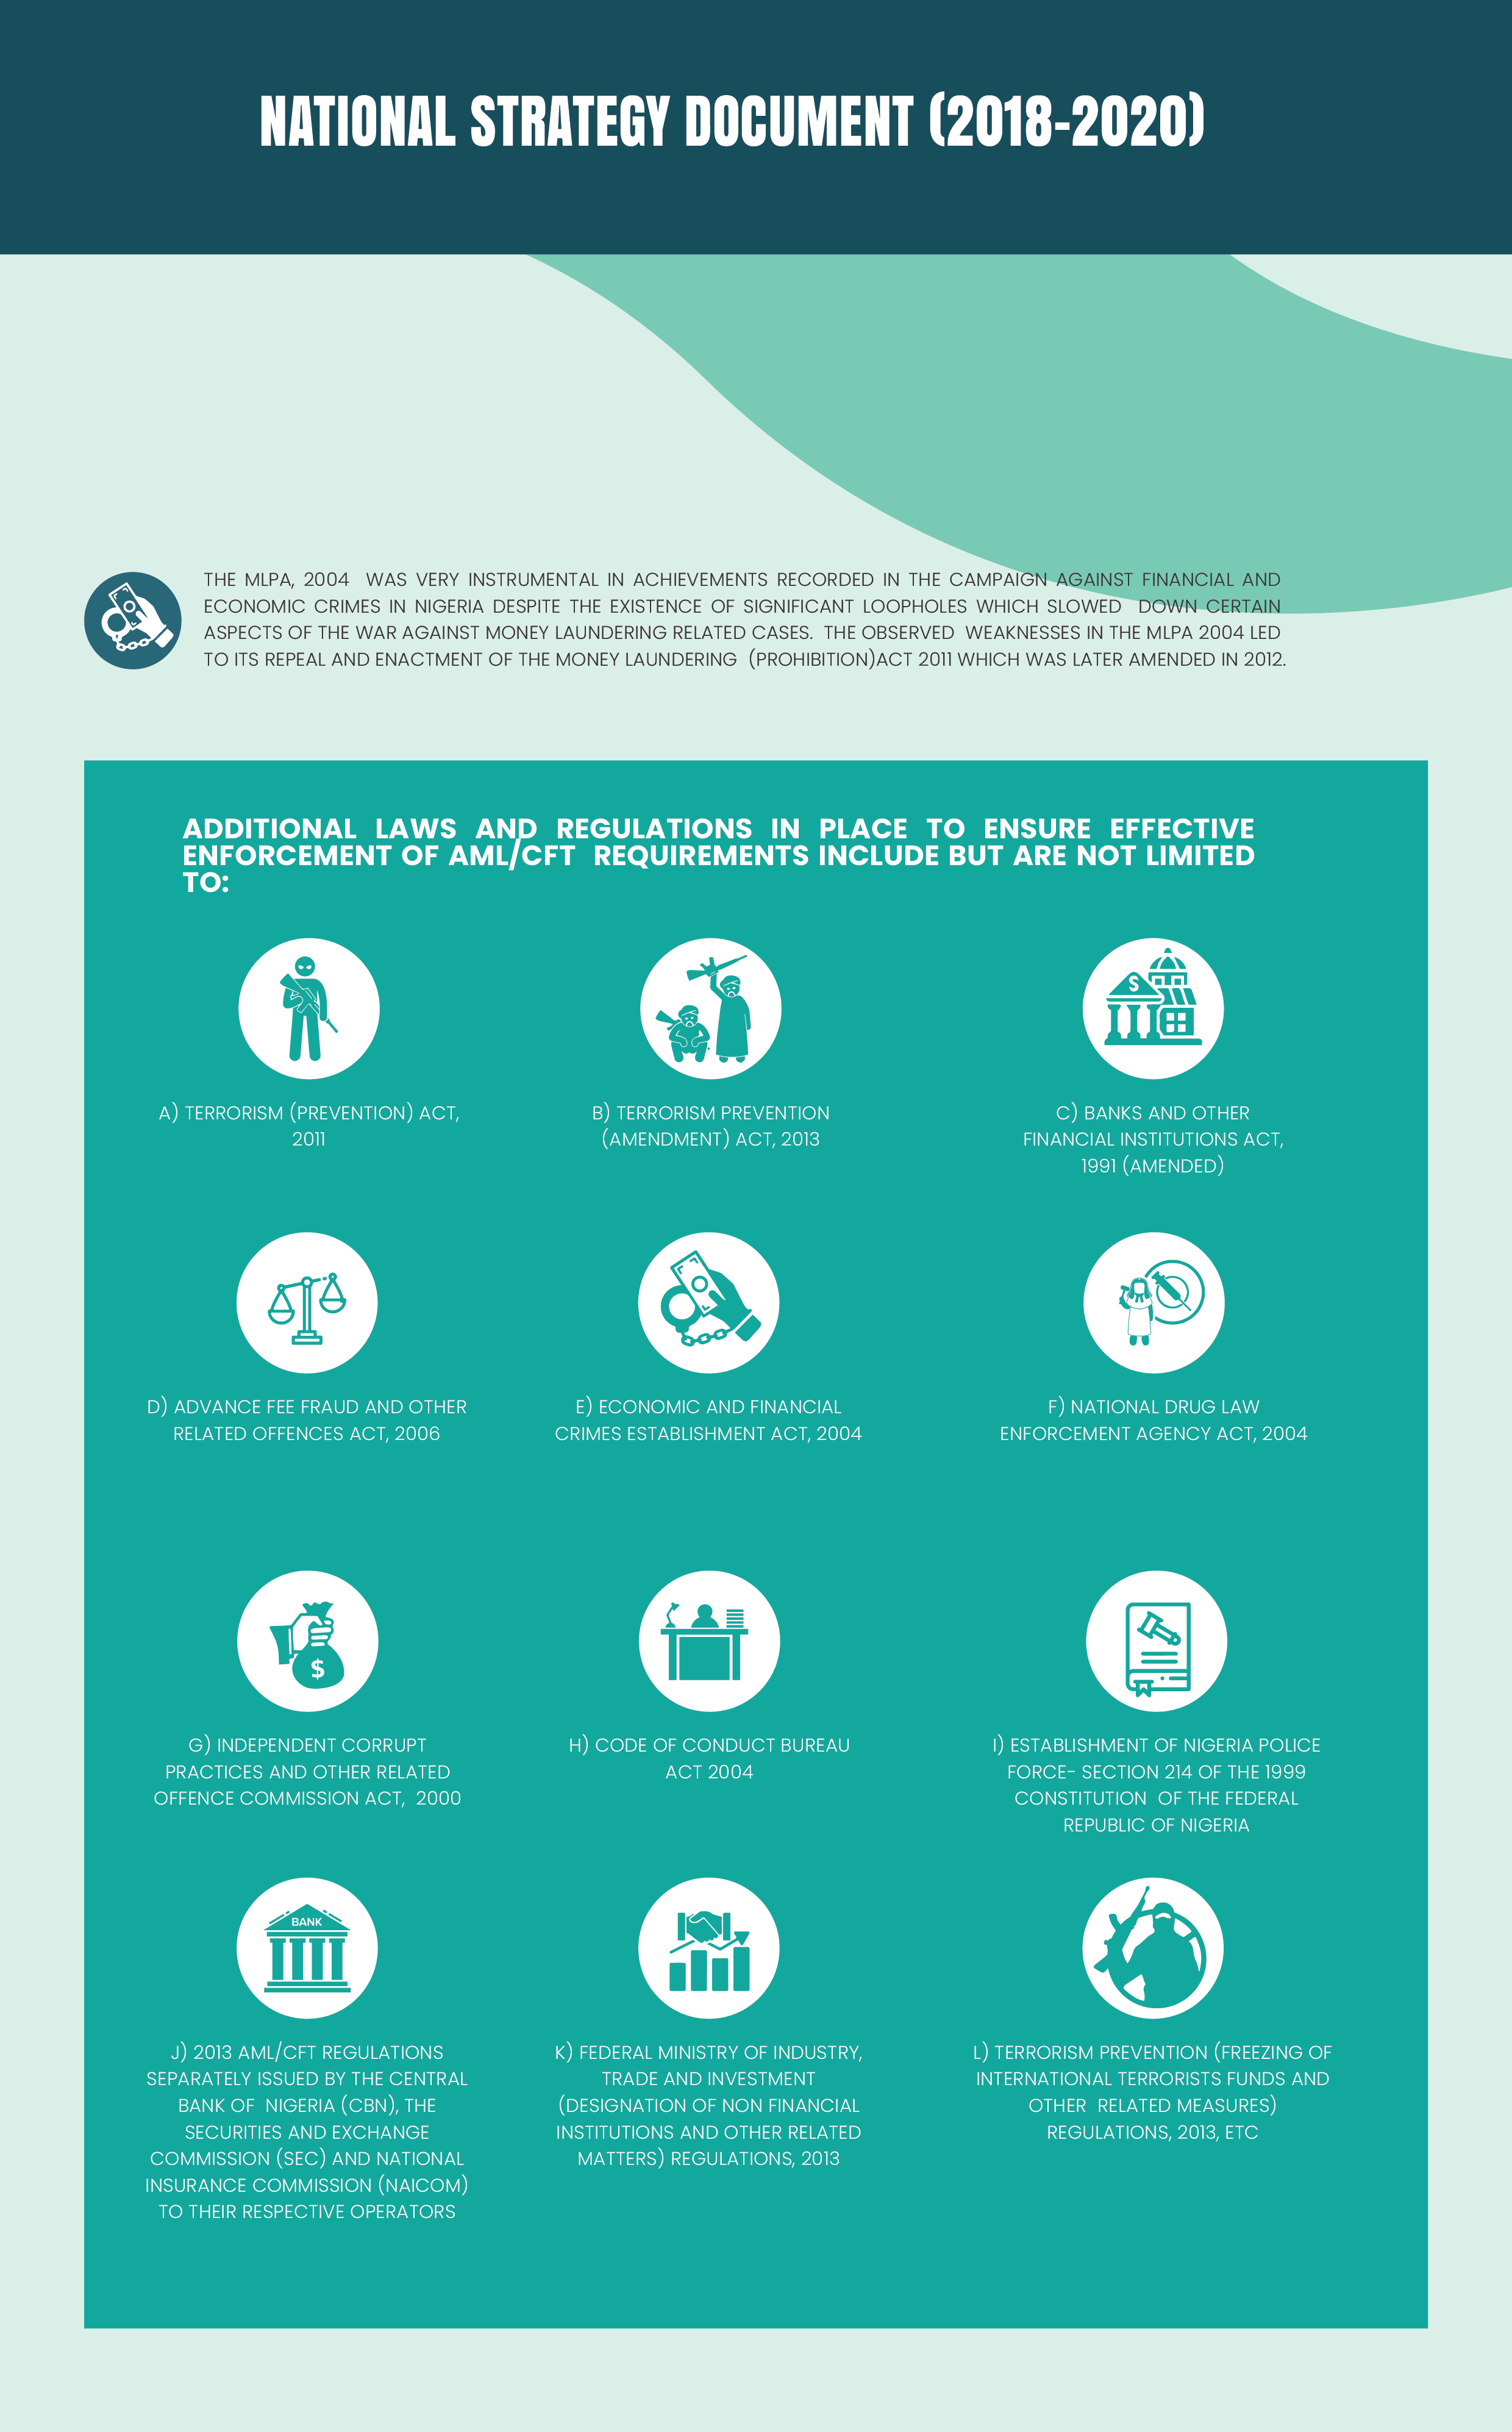 NATIONAL STRATEGY DOCUMENT (2018-2020)
THE MLPA, 2004 WAS VERY INSTRUMENTAL IN ACHIEVEMENTS RECORDED IN THE CAMPAIGN AGAINST FINANCIAL AND
ECONOMIC CRIMES IN NIGERIA DESPITE THE EXISTENCE OF SIGNIFICANT LOOPHOLES WHICH SLOWED DOWN CERTAIN
ASPECTS OF THE WAR AGAINST MONEY LAUNDERING RELATED CASES. THE OBSERVED WEAKNESSES IN THE MLPA 2004 LED
TO ITS REPEAL AND ENACTMENT OF THE MONEY LAUNDERING (PROHIBITION)ACT 2011 WHICH WAS LATER AMENDED IN 2012.
ADDITIONAL LAWS AND REGULATIONS IN PLACE TO ENSURE EFFECTIVE
ENFORCEMENT OF AML/CFT REQUIREMENTS INCLUDE BUT ARE NOT LIMITED
TO:
A) TERRORISM (PREVENTION) ACT,
2011
B) TERRORISM PREVENTION
(AMENDMENT) ACT, 2013
$
C) BANKS AND OTHER
FINANCIAL INSTITUTIONS ACT,
1991 (AMENDED)
D) ADVANCE FEE FRAUD AND OTHER
RELATED OFFENCES ACT, 2006
E) ECONOMIC AND FINANCIAL
CRIMES ESTABLISHMENT ACT, 2004
F) NATIONAL DRUG LAW
ENFORCEMENT AGENCY ACT, 2004
$
G) INDEPENDENT CORRUPT
PRACTICES AND OTHER RELATED
OFFENCE COMMISSION ACT, 2000
H) CODE OF CONDUCT BUREAU
ACT 2004
I) ESTABLISHMENT OF NIGERIA POLICE
FORCE- SECTION 214 OF THE 1999
CONSTITUTION OF THE FEDERAL
REPUBLIC OF NIGERIA
BANK
J) 2013 AML/CFT REGULATIONS
SEPARATELY ISSUED BY THE CENTRAL
BANK OF NIGERIA (CBN), THE
SECURITIES AND EXCHANGE
COMMISSION (SEC) AND NATIONAL
INSURANCE COMMISSION (NAICOM)
TO THEIR RESPECTIVE OPERATORS
K) FEDERAL MINISTRY OF INDUSTRY,
TRADE AND INVESTMENT
(DESIGNATION OF NON FINANCIAL
INSTITUTIONS AND OTHER RELATED
MATTERS) REGULATIONS, 2013
L) TERRORISM PREVENTION (FREEZING OF
INTERNATIONAL TERRORISTS FUNDS AND
OTHER RELATED MEASURES)
REGULATIONS, 2013, ETC